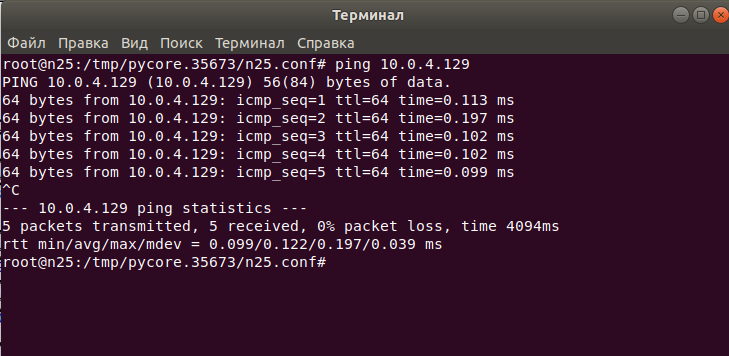 Терминал
Файл Правка Вид Поиск Терминал Справка
root@n25:/tmp/pycore.35673/n25.conf# ping 10.0.4.129
PING 10.0.4.129 (10.0.4.129) 56(84) bytes of data.
64 bytes from 10.0.4.129: icmp_seq=1 ttl=64 time=0.113 ms
64 bytes from 10.0.4.129: icmp_seq=2 ttl=64 time=0.197 ms
64 bytes from 10.0.4.129: icmp_seq=3 ttl=64 time=0.102 ms
64 bytes from 10.0.4.129: icmp_seq=4 ttl=64 time=0.102 ms
64 bytes from 10.0.4.129: icmp_seq=5 ttl=64 time=0.099 ms
^C
--- 10.0.4.129 ping statistics ---
5 packets transmitted, 5 received, 0% packet loss, time 4094ms
rtt min/avg/max/mdev = 0.099/0.122/0.197/0.039 ms
root@n25:/tmp/pycore.35673/n25.conf#